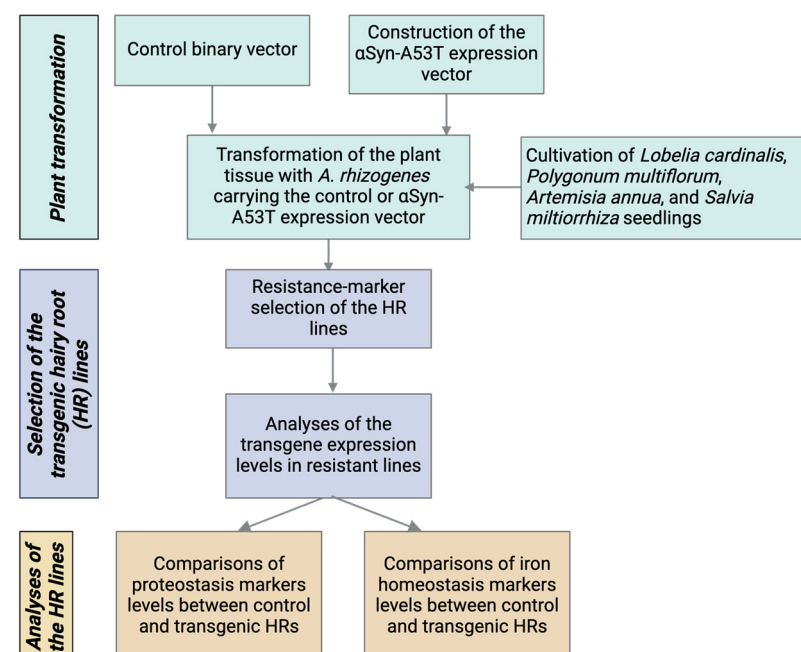 Plant transformation
Control binary vector
Construction of the
αSyn-A53T expression
vector
Transformation of the plant
tissue with A. rhizogenes
carrying the control or αSyn-
A53T expression vector
Cultivation of Lobelia cardinalis,
Polygonum multiflorum,
Artemisia annua, and Salvia
miltiorrhiza seedlings
Selection of the
transgenic hairy root
(HR) lines
Resistance-marker
selection of the HR
lines
Analyses of the
transgene expression
levels in resistant lines
Analyses of
the HR lines
Comparisons of
proteostasis markers
levels between control
and transgenic HRs
Comparisons of iron
homeostasis markers
levels between control
and transgenic HRs